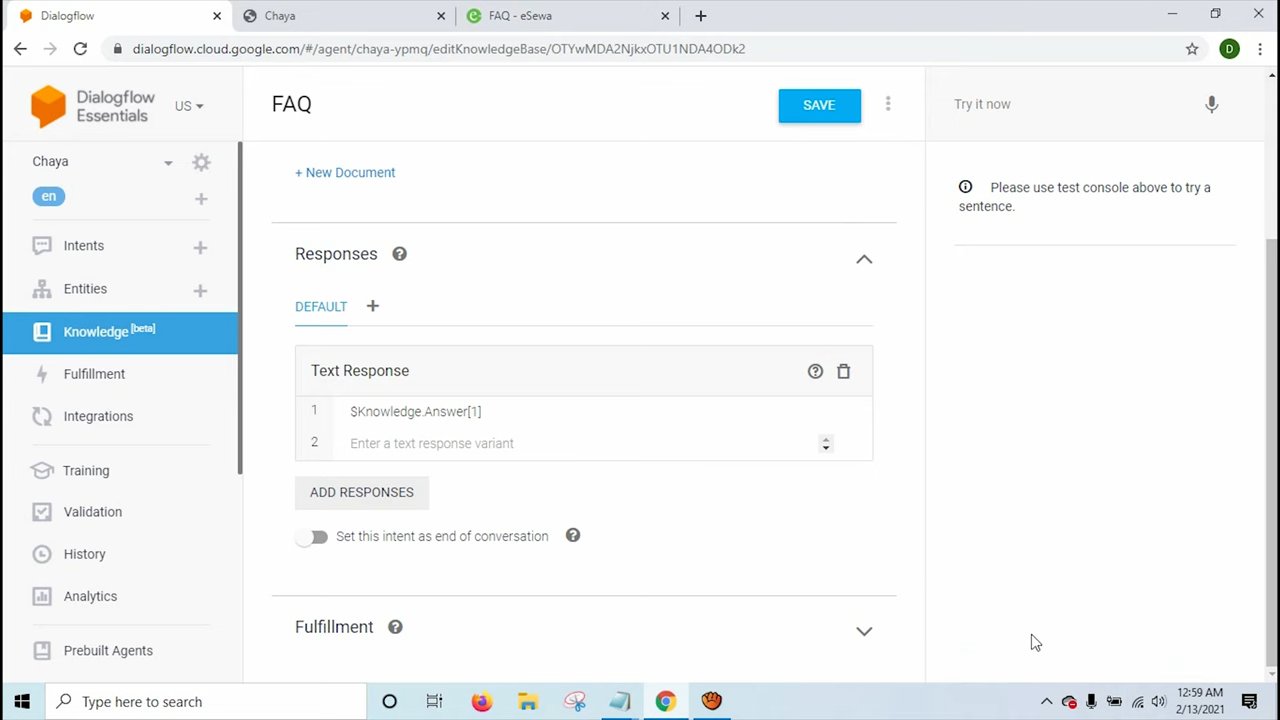 Dialogflow
Chaya
FAQ - eSewa
dialogflow.cloud.google.com/#/agent/chaya-ypmq/editKnowledgeBase/OTYwMDA2NjkxOTU1NDA4ODk2
D
Dialogflow
Essentials
US
FAQ
SAVE
Try it now
Chaya
en
+ New Document
Please use test console above to try a
sentence.
Intents
Responses
Entities
DEFAULT
Knowledge [beta]
Text Response
Fulfillment
1
$Knowledge.Answer[1]
Integrations
2
Enter a text response variant
Training
ADD RESPONSES
Validation
Set this intent as end of conversation
History
Analytics
Fulfillment
Prebuilt Agents
Type here to search
12:59 AM
2/13/2021